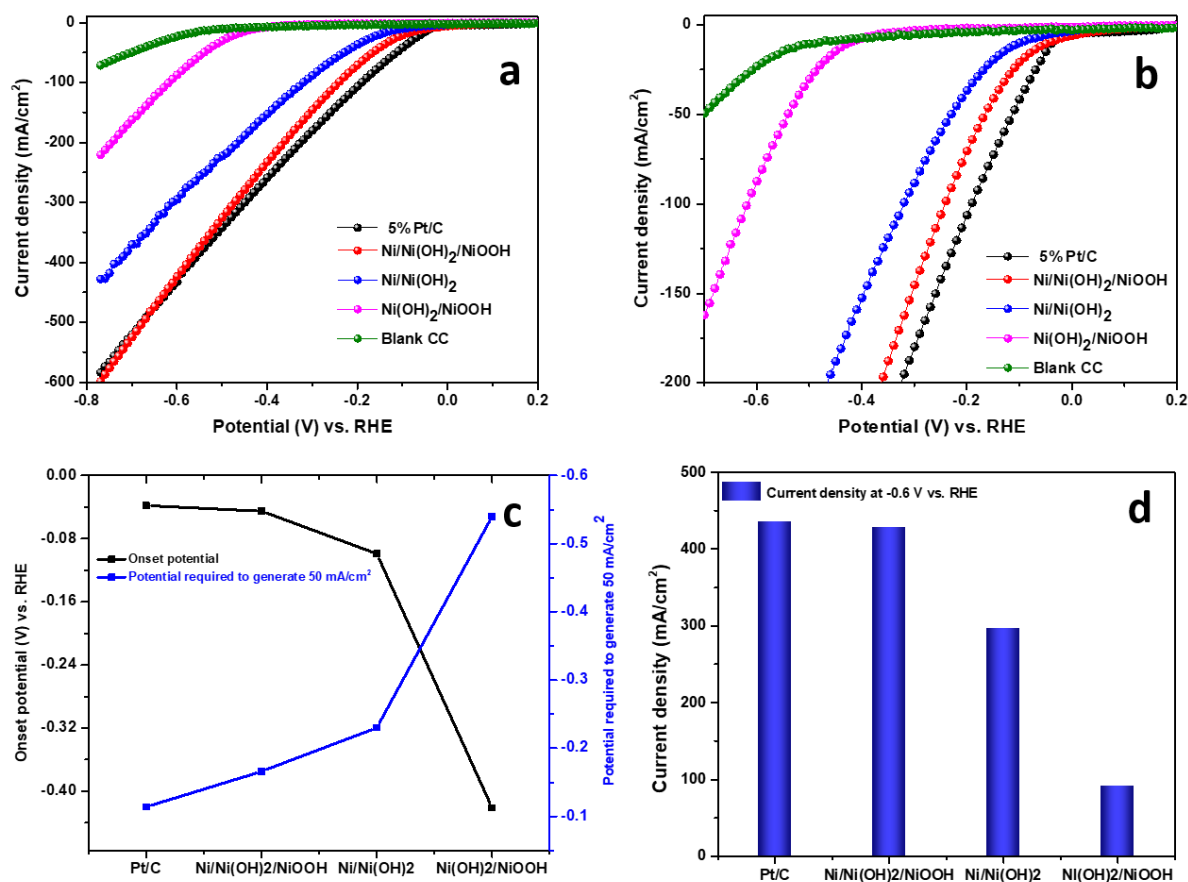 a
0
-100
-200
-300
-400
-500
-600
Current density (mA/cm²)
5% Pt/C
Ni/Ni(OH)2/NiOOH
Ni/Ni(OH)2
Ni(OH)2/NiOOH
Blank CC
-0.8 -0.6 -0.4 -0.2 0.0 0.2
Potential (V) vs. RHE
b
0
-50
-100
-150
-200
Current density (mA/cm²)
5% Pt/C
Ni/Ni(OH)2/NiOOH
Ni/Ni(OH)2
Ni(OH)2/NiOOH
Blank CC
-0.6 -0.4 -0.2 0.0 0.2
Potential (V) vs. RHE
c
0.00
-0.08
-0.16
-0.24
-0.32
-0.40
Onset potential (V) vs. RHE
Onset potential
Potential required to generate 50 mA/cm²
-0.6
-0.5
-0.4
-0.3
-0.2
-0.1
Potential required to generate 50 mA/cm²
Pt/C Ni/Ni(OH)2/NiOOH Ni/Ni(OH)2 Ni(OH)2/NiOOH
d
500
400
300
200
100
0
Current density (mA/cm²)
Current density at -0.6 V vs. RHE
Pt/C Ni/Ni(OH)2/NiOOH Ni/Ni(OH)2 NI(OH)2/NiOOH